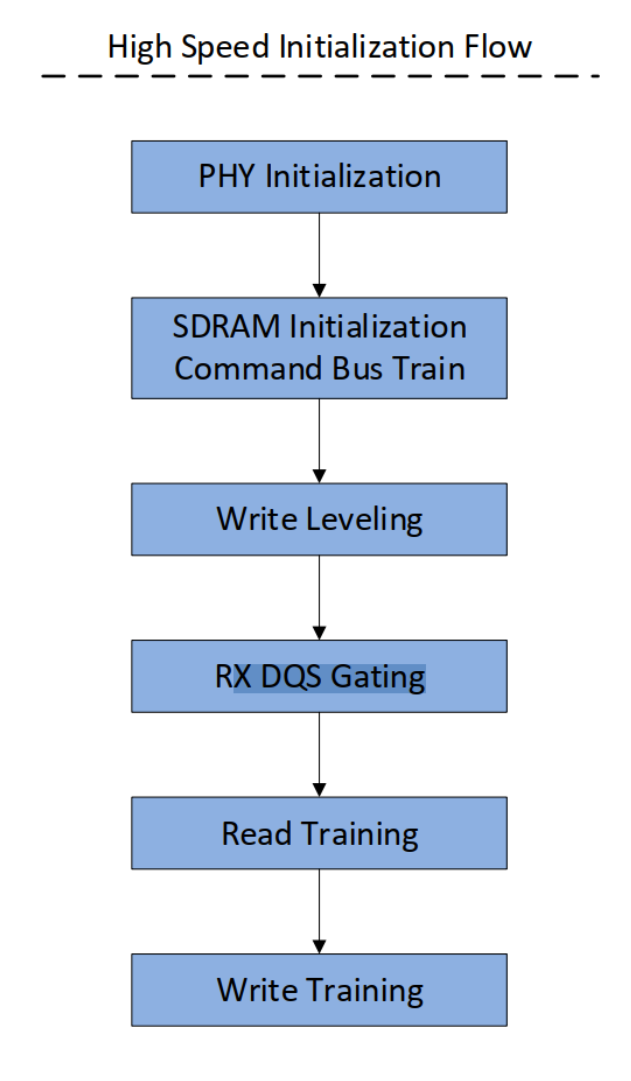 High Speed Initialization Flow
PHY Initialization
SDRAM Initialization
Command Bus Train
Write Leveling
RX DQS Gating
Read Training
Write Training